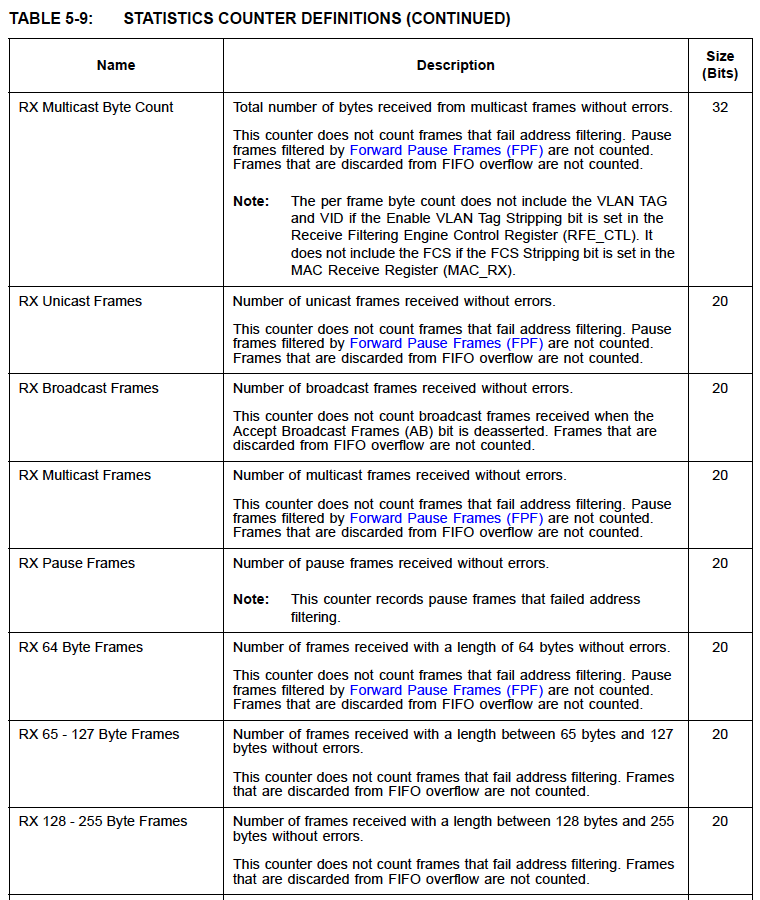 TABLE 5-9: STATISTICS COUNTER DEFINITIONS (CONTINUED)
Name Description Size (Bits)
RX Multicast Byte Count Total number of bytes received from multicast frames without errors. 32
This counter does not count frames that fail address filtering. Pause
frames filtered by Forward Pause Frames (FPF) are not counted.
Frames that are discarded from FIFO overflow are not counted.
Note: The per frame byte count does not include the VLAN TAG
and VID if the Enable VLAN Tag Stripping bit is set in the
Receive Filtering Engine Control Register (RFE_CTL). It
does not include the FCS if the FCS Stripping bit is set in the
MAC Receive Register (MAC_RX).
RX Unicast Frames Number of unicast frames received without errors. 20
This counter does not count frames that fail address filtering. Pause
frames filtered by Forward Pause Frames (FPF) are not counted.
Frames that are discarded from FIFO overflow are not counted.
RX Broadcast Frames Number of broadcast frames received without errors. 20
This counter does not count broadcast frames received when the
Accept Broadcast Frames (AB) bit is deasserted. Frames that are
discarded from FIFO overflow are not counted.
RX Multicast Frames Number of multicast frames received without errors. 20
This counter does not count frames that fail address filtering. Pause
frames filtered by Forward Pause Frames (FPF) are not counted.
Frames that are discarded from FIFO overflow are not counted.
RX Pause Frames Number of pause frames received without errors. 20
Note: This counter records pause frames that failed address
filtering.
RX 64 Byte Frames Number of frames received with a length of 64 bytes without errors. 20
This counter does not count frames that fail address filtering. Pause
frames filtered by Forward Pause Frames (FPF) are not counted.
Frames that are discarded from FIFO overflow are not counted.
RX 65 - 127 Byte Frames Number of frames received with a length between 65 bytes and 127 20
bytes without errors.
This counter does not count frames that fail address filtering. Frames
that are discarded from FIFO overflow are not counted.
RX 128 - 255 Byte Frames Number of frames received with a length between 128 bytes and 255 20
bytes without errors.
This counter does not count frames that fail address filtering. Frames
that are discarded from FIFO overflow are not counted.